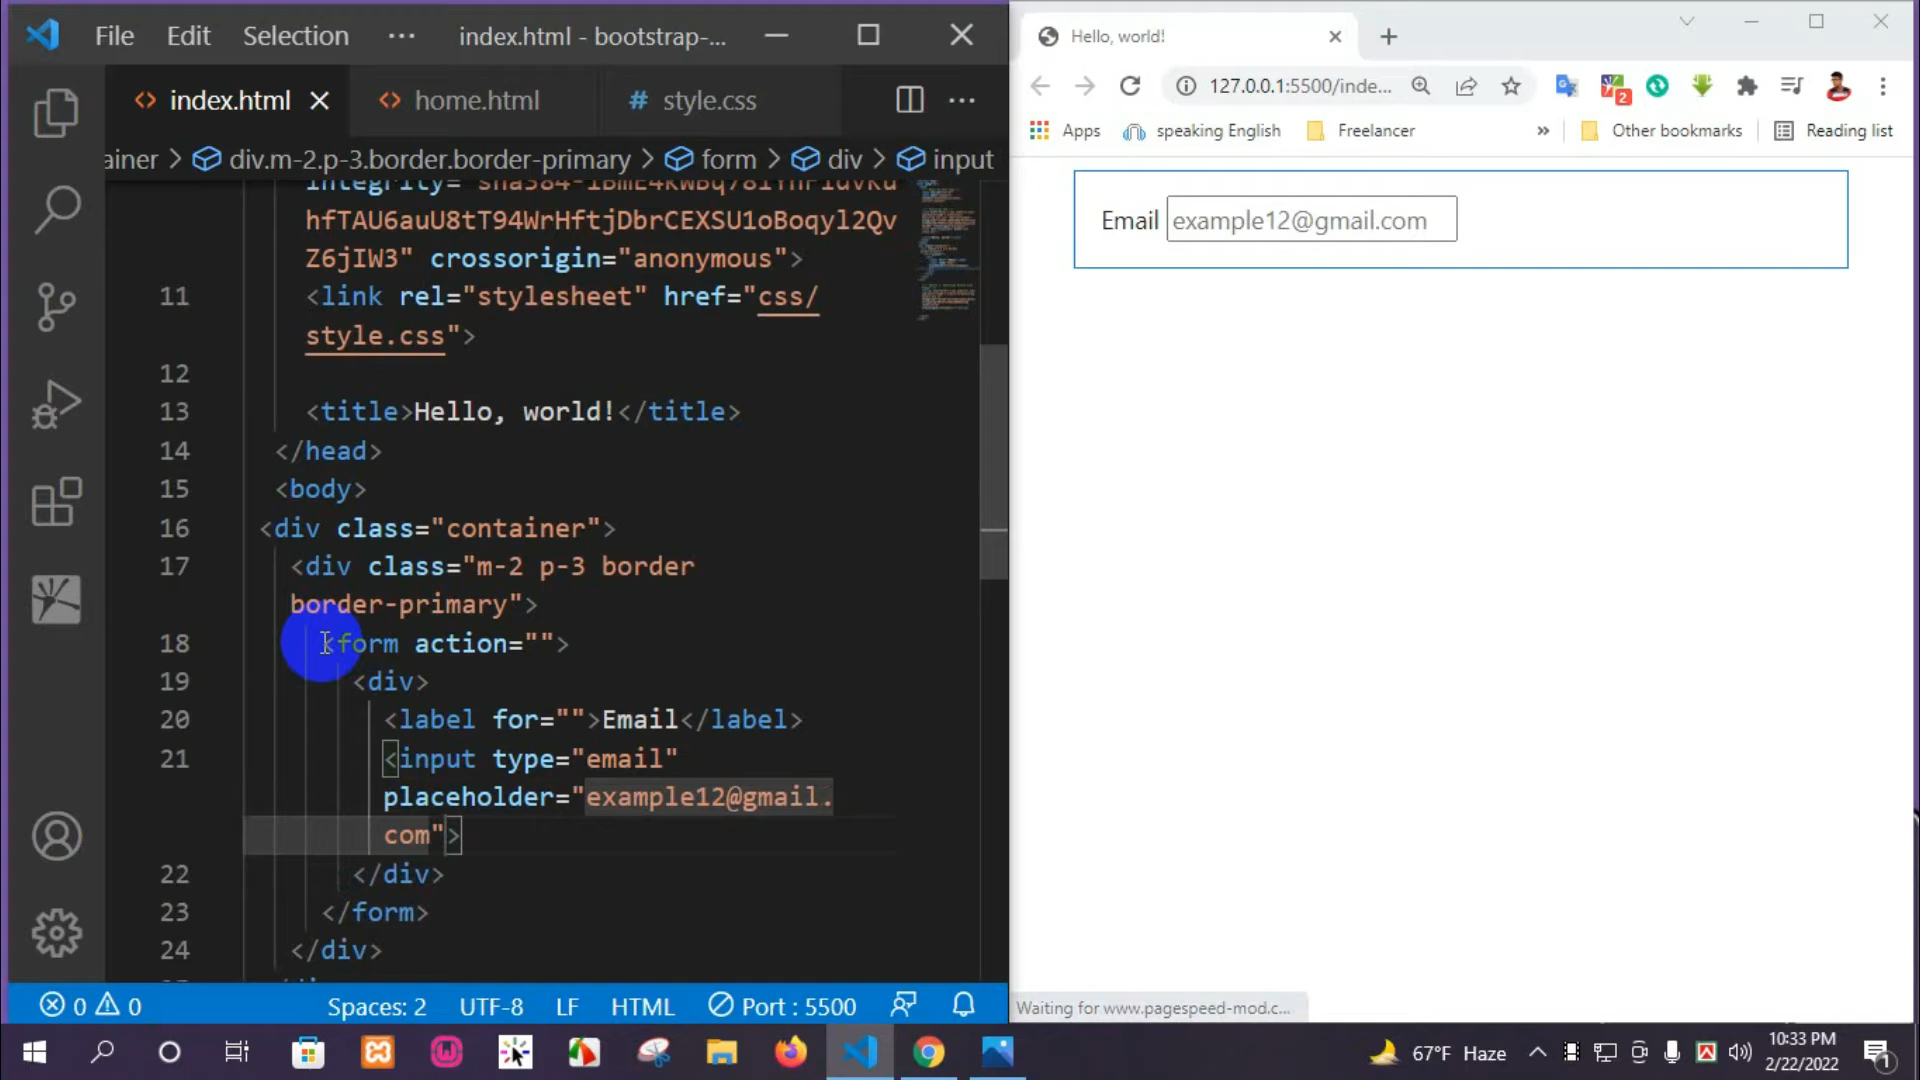 File Edit Selection ··· index.html - bootstrap-...
index.html home.html # style.css ···
ainer > div.m-2.p-3.border.border-primary > form > div > input
hfTAU6auU8tT94WrHftjDbrCEXSU1oBoqyl2Qv
Z6jIW3" crossorigin="anonymous">
11 <link rel="stylesheet" href="css/
style.css">
12
13 <title>Hello, world!</title>
14 </head>
15 <body>
16 <div class="container">
17 <div class="m-2 p-3 border
border-primary">
18 <form action="">
19 <div>
20 <label for="">Email</label>
21 <input type="email"
placeholder="example12@gmail.
com">
22 </div>
23 </form>
24 </div>
0 0 Spaces: 2 UTF-8 LF HTML Port : 5500
Hello, world!
127.0.0.1:5500/inde... 2
Apps speaking English Freelancer » Other bookmarks Reading list
Email example12@gmail.com
Waiting for www.pagespeed-mod.c...
67°F Haze 10:33 PM
2/22/2022 1